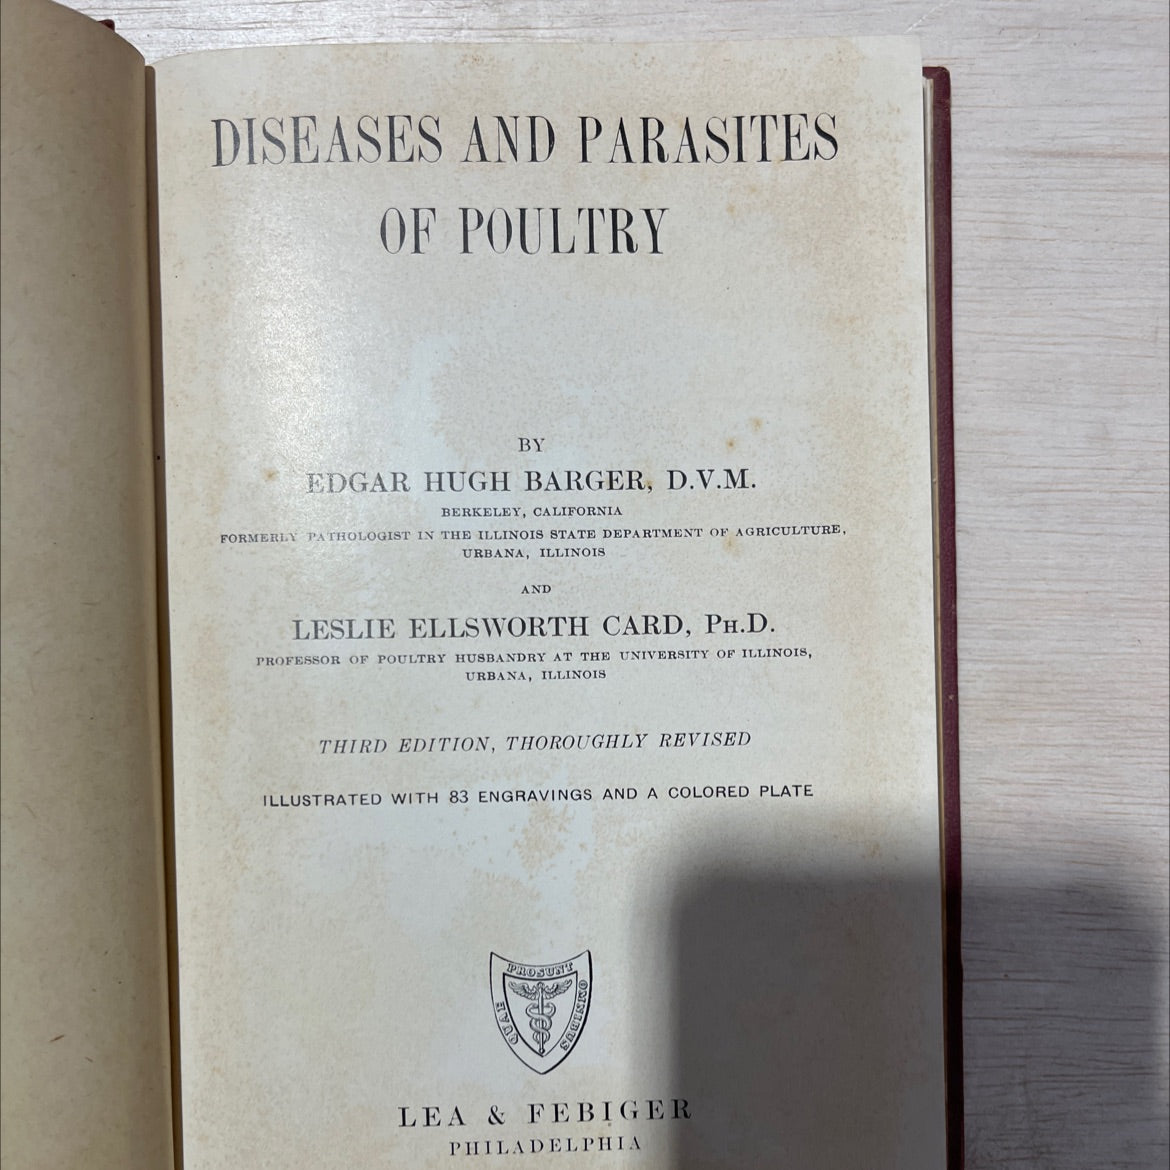 DISEASES AND PARASITES
OF POULTRY
BY
EDGAR HUGH BARGER, D.V.M.
BERKELEY, CALIFORNIA
FORMERLY PATHOLOGIST IN THE ILLINOIS STATE DEPARTMENT OF AGRICULTURE,
URBANA, ILLINOIS
AND
LESLIE ELLSWORTH CARD, PH.D.
PROFESSOR OF POULTRY HUSBANDRY AT THE UNIVERSITY OF ILLINOIS,
URBANA, ILLINOIS
THIRD EDITION, THOROUGHLY REVISED
ILLUSTRATED WITH 83 ENGRAVINGS AND A COLORED PLATE
QUAE
PROSUNT
OMNIBUS
LEA & FEBIGER
PHILADELPHIA